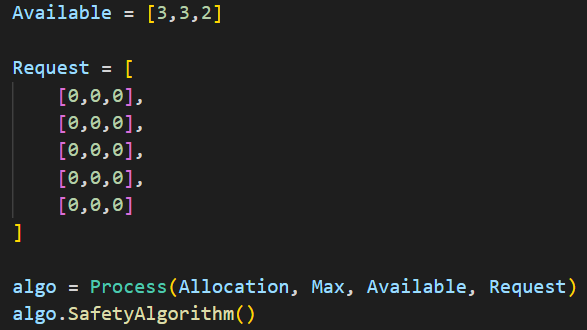 Available = [3,3,2]
Request = [
[0,0,0],
[0,0,0],
[0,0,0],
[0,0,0],
[0,0,0]
]
algo = Process(Allocation, Max, Available, Request)
algo.SafetyAlgorithm()